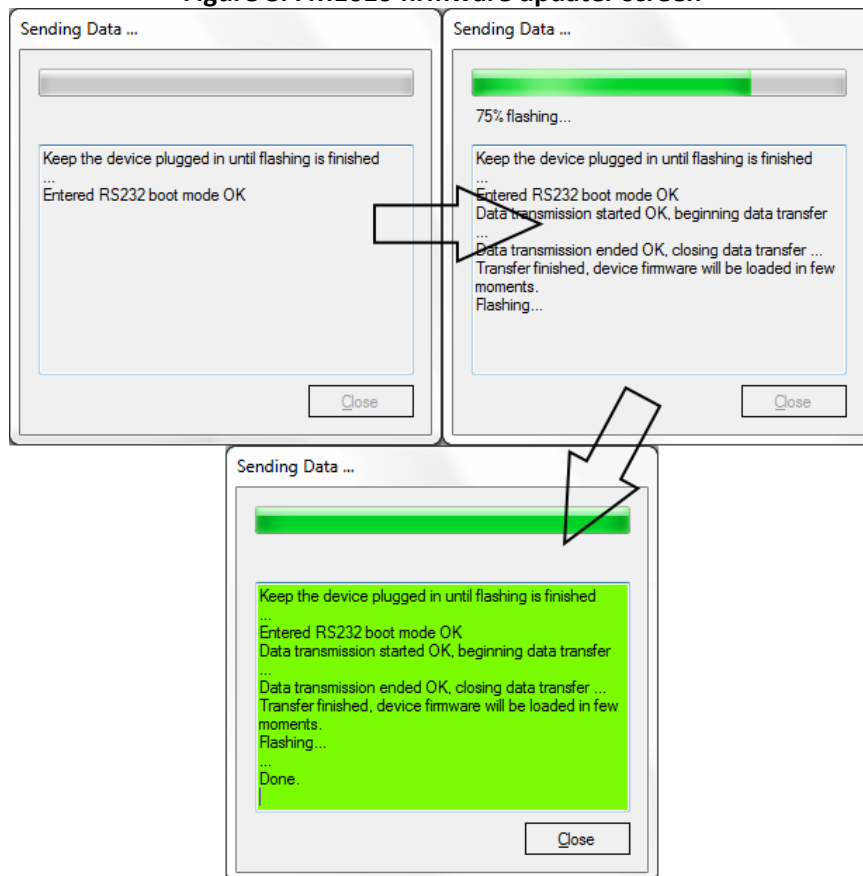 Sending Data ...
Keep the device plugged in until flashing is finished
...
Entered RS232 boot mode OK
Close
Sending Data ...
75% flashing...
Keep the device plugged in until flashing is finished
...
Entered RS232 boot mode OK
Data transmission started OK, beginning data transfer
...
Data transmission ended OK, closing data transfer ...
Transfer finished, device firmware will be loaded in few
moments.
Flashing...
Close
Sending Data ...
Keep the device plugged in until flashing is finished
...
Entered RS232 boot mode OK
Data transmission started OK, beginning data transfer
...
Data transmission ended OK, closing data transfer ...
Transfer finished, device firmware will be loaded in few
moments.
Flashing...
...
Done.
Close